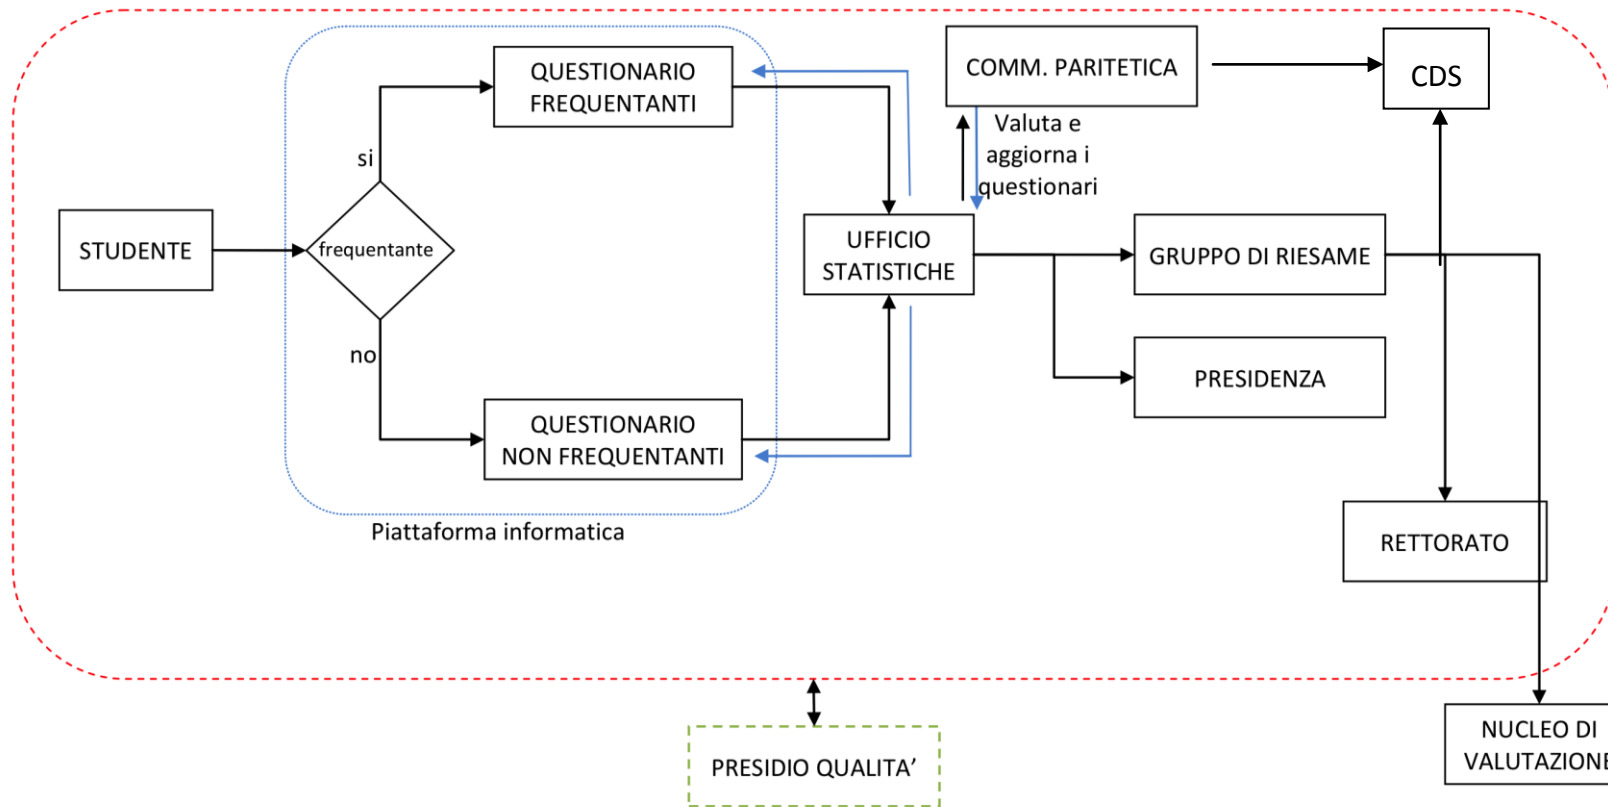 QUESTIONARIO
FREQUENTANTI
COMM. PARITETICA
CDS
Valuta e
aggiorna i
questionari
si
STUDENTE
frequentante
UFFICIO
STATISTICHE
GRUPPO DI RIESAME
no
PRESIDENZA
QUESTIONARIO
NON FREQUENTANTI
Piattaforma informatica
RETTORATO
PRESIDIO QUALITA’
NUCLEO DI
VALUTAZIONE